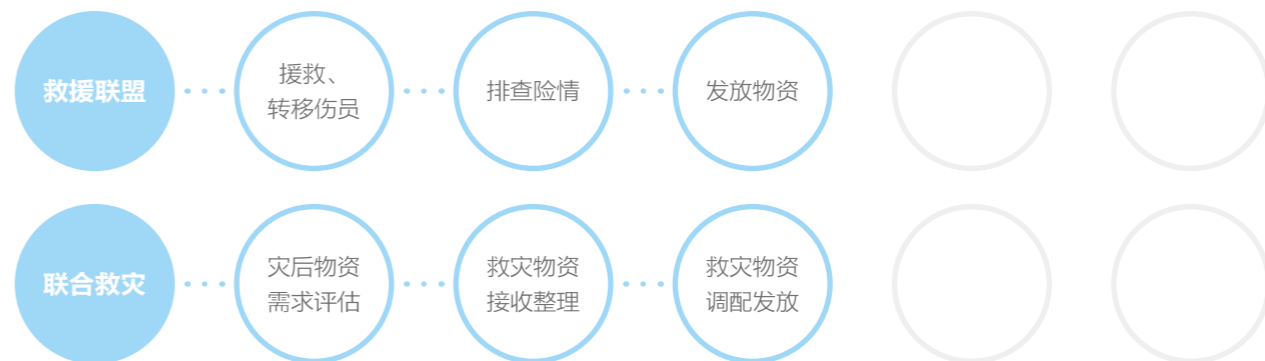 救援联盟
援救、
转移伤员
排查险情
发放物资
联合救灾
灾后物资
需求评估
救灾物资
接收整理
救灾物资
调配发放